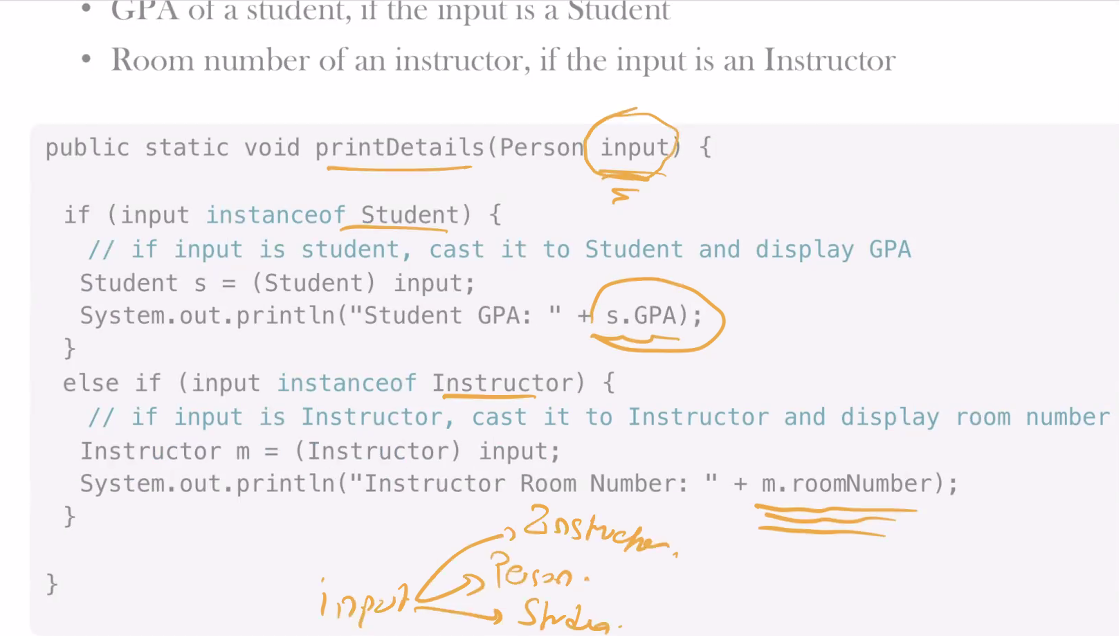 • GPA of a student, if the input is a Student
• Room number of an instructor, if the input is an Instructor
public static void printDetails(Person input) {
if (input instanceof Student) {
// if input is student, cast it to Student and display GPA
Student s = (Student) input;
System.out.println("Student GPA: " + s.GPA);
}
else if (input instanceof Instructor) {
// if input is Instructor, cast it to Instructor and display room number
Instructor m = (Instructor) input;
System.out.println("Instructor Room Number: " + m.roomNumber);
}
}
input
Person.